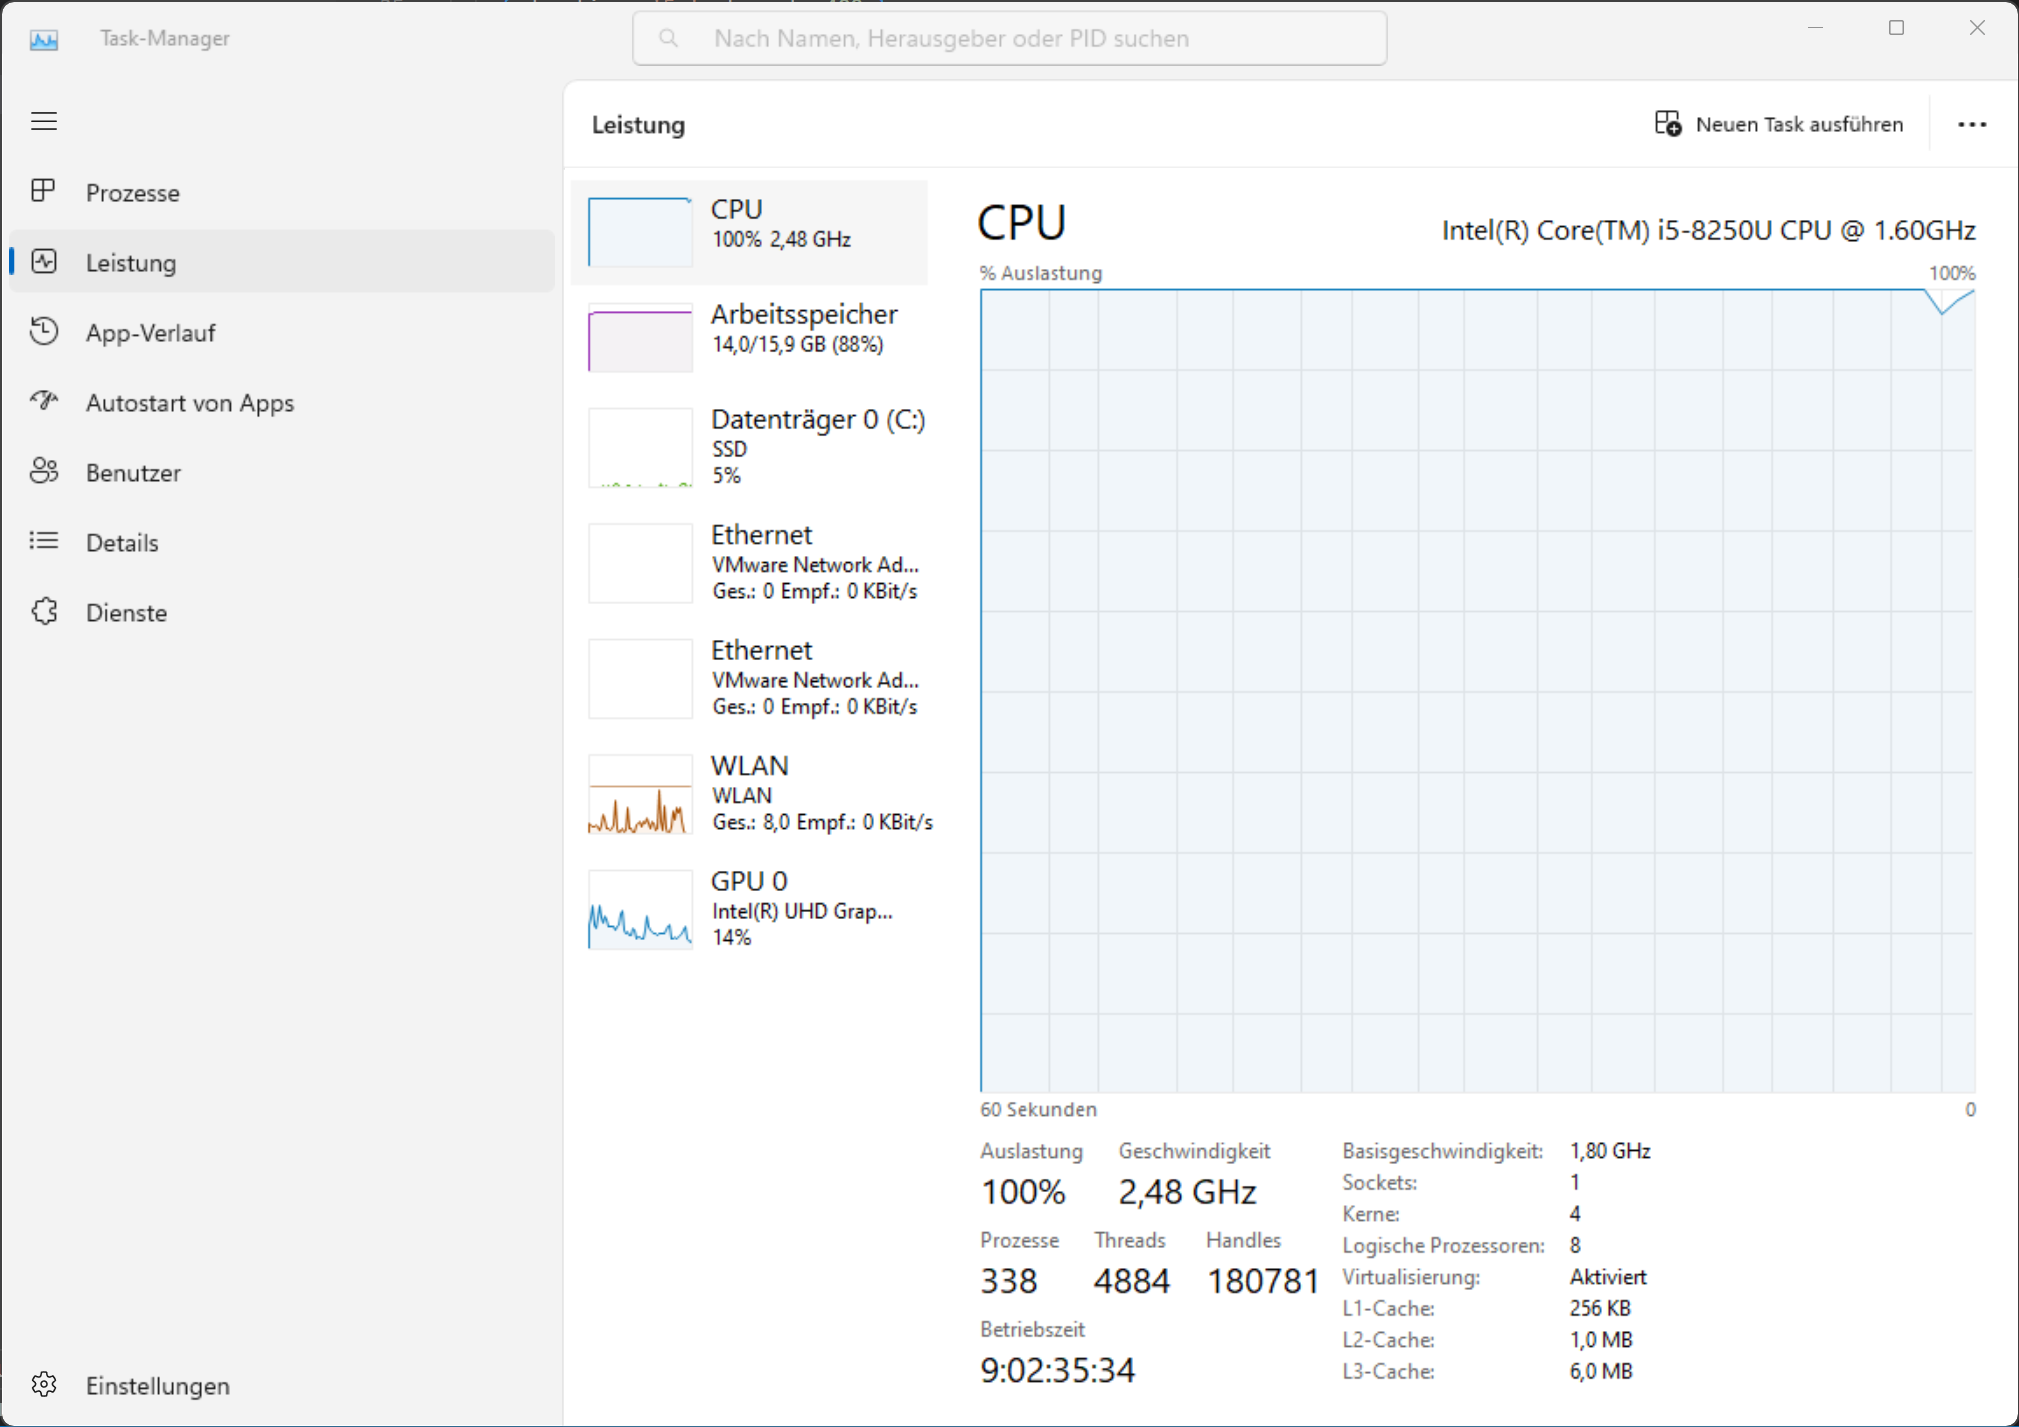 Task-Manager
Nach Namen, Herausgeber oder PID suchen
Prozesse
Leistung
App-Verlauf
Autostart von Apps
Benutzer
Details
Dienste
Einstellungen
Leistung
Neuen Task ausführen
CPU
100% 2,48 GHz
Arbeitsspeicher
14,0/15,9 GB (88%)
Datenträger 0 (C:)
SSD
5%
Ethernet
VMware Network Ad...
Ges.: 0 Empf.: 0 KBit/s
Ethernet
VMware Network Ad...
Ges.: 0 Empf.: 0 KBit/s
WLAN
WLAN
Ges.: 8,0 Empf.: 0 KBit/s
GPU 0
Intel(R) UHD Grap...
14%
CPU
Intel(R) Core(TM) i5-8250U CPU @ 1.60GHz
% Auslastung
100%
60 Sekunden
0
Auslastung Geschwindigkeit
100% 2,48 GHz
Prozesse Threads Handles
338 4884 180781
Betriebszeit
9:02:35:34
Basisgeschwindigkeit: 1,80 GHz
Sockets: 1
Kerne: 4
Logische Prozessoren: 8
Virtualisierung: Aktiviert
L1-Cache: 256 KB
L2-Cache: 1,0 MB
L3-Cache: 6,0 MB